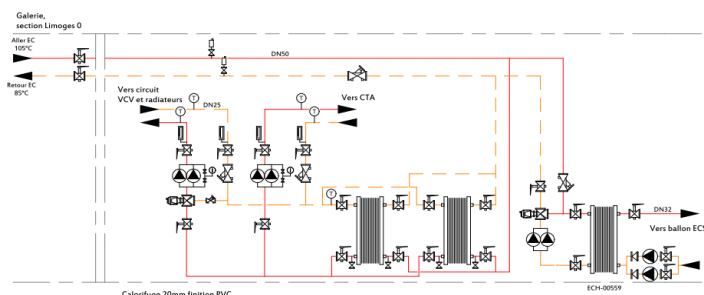 Galerie,
section Limoges 0
Aller EC
105°C
DN50
Retour EC
85°C
Vers circuit
VCV et radiateurs
DN25
Vers CTA
T
T
T
T
T
DN32
Vers ballon ECS
ECH-00559
Calorifuge 20mm finition PVC